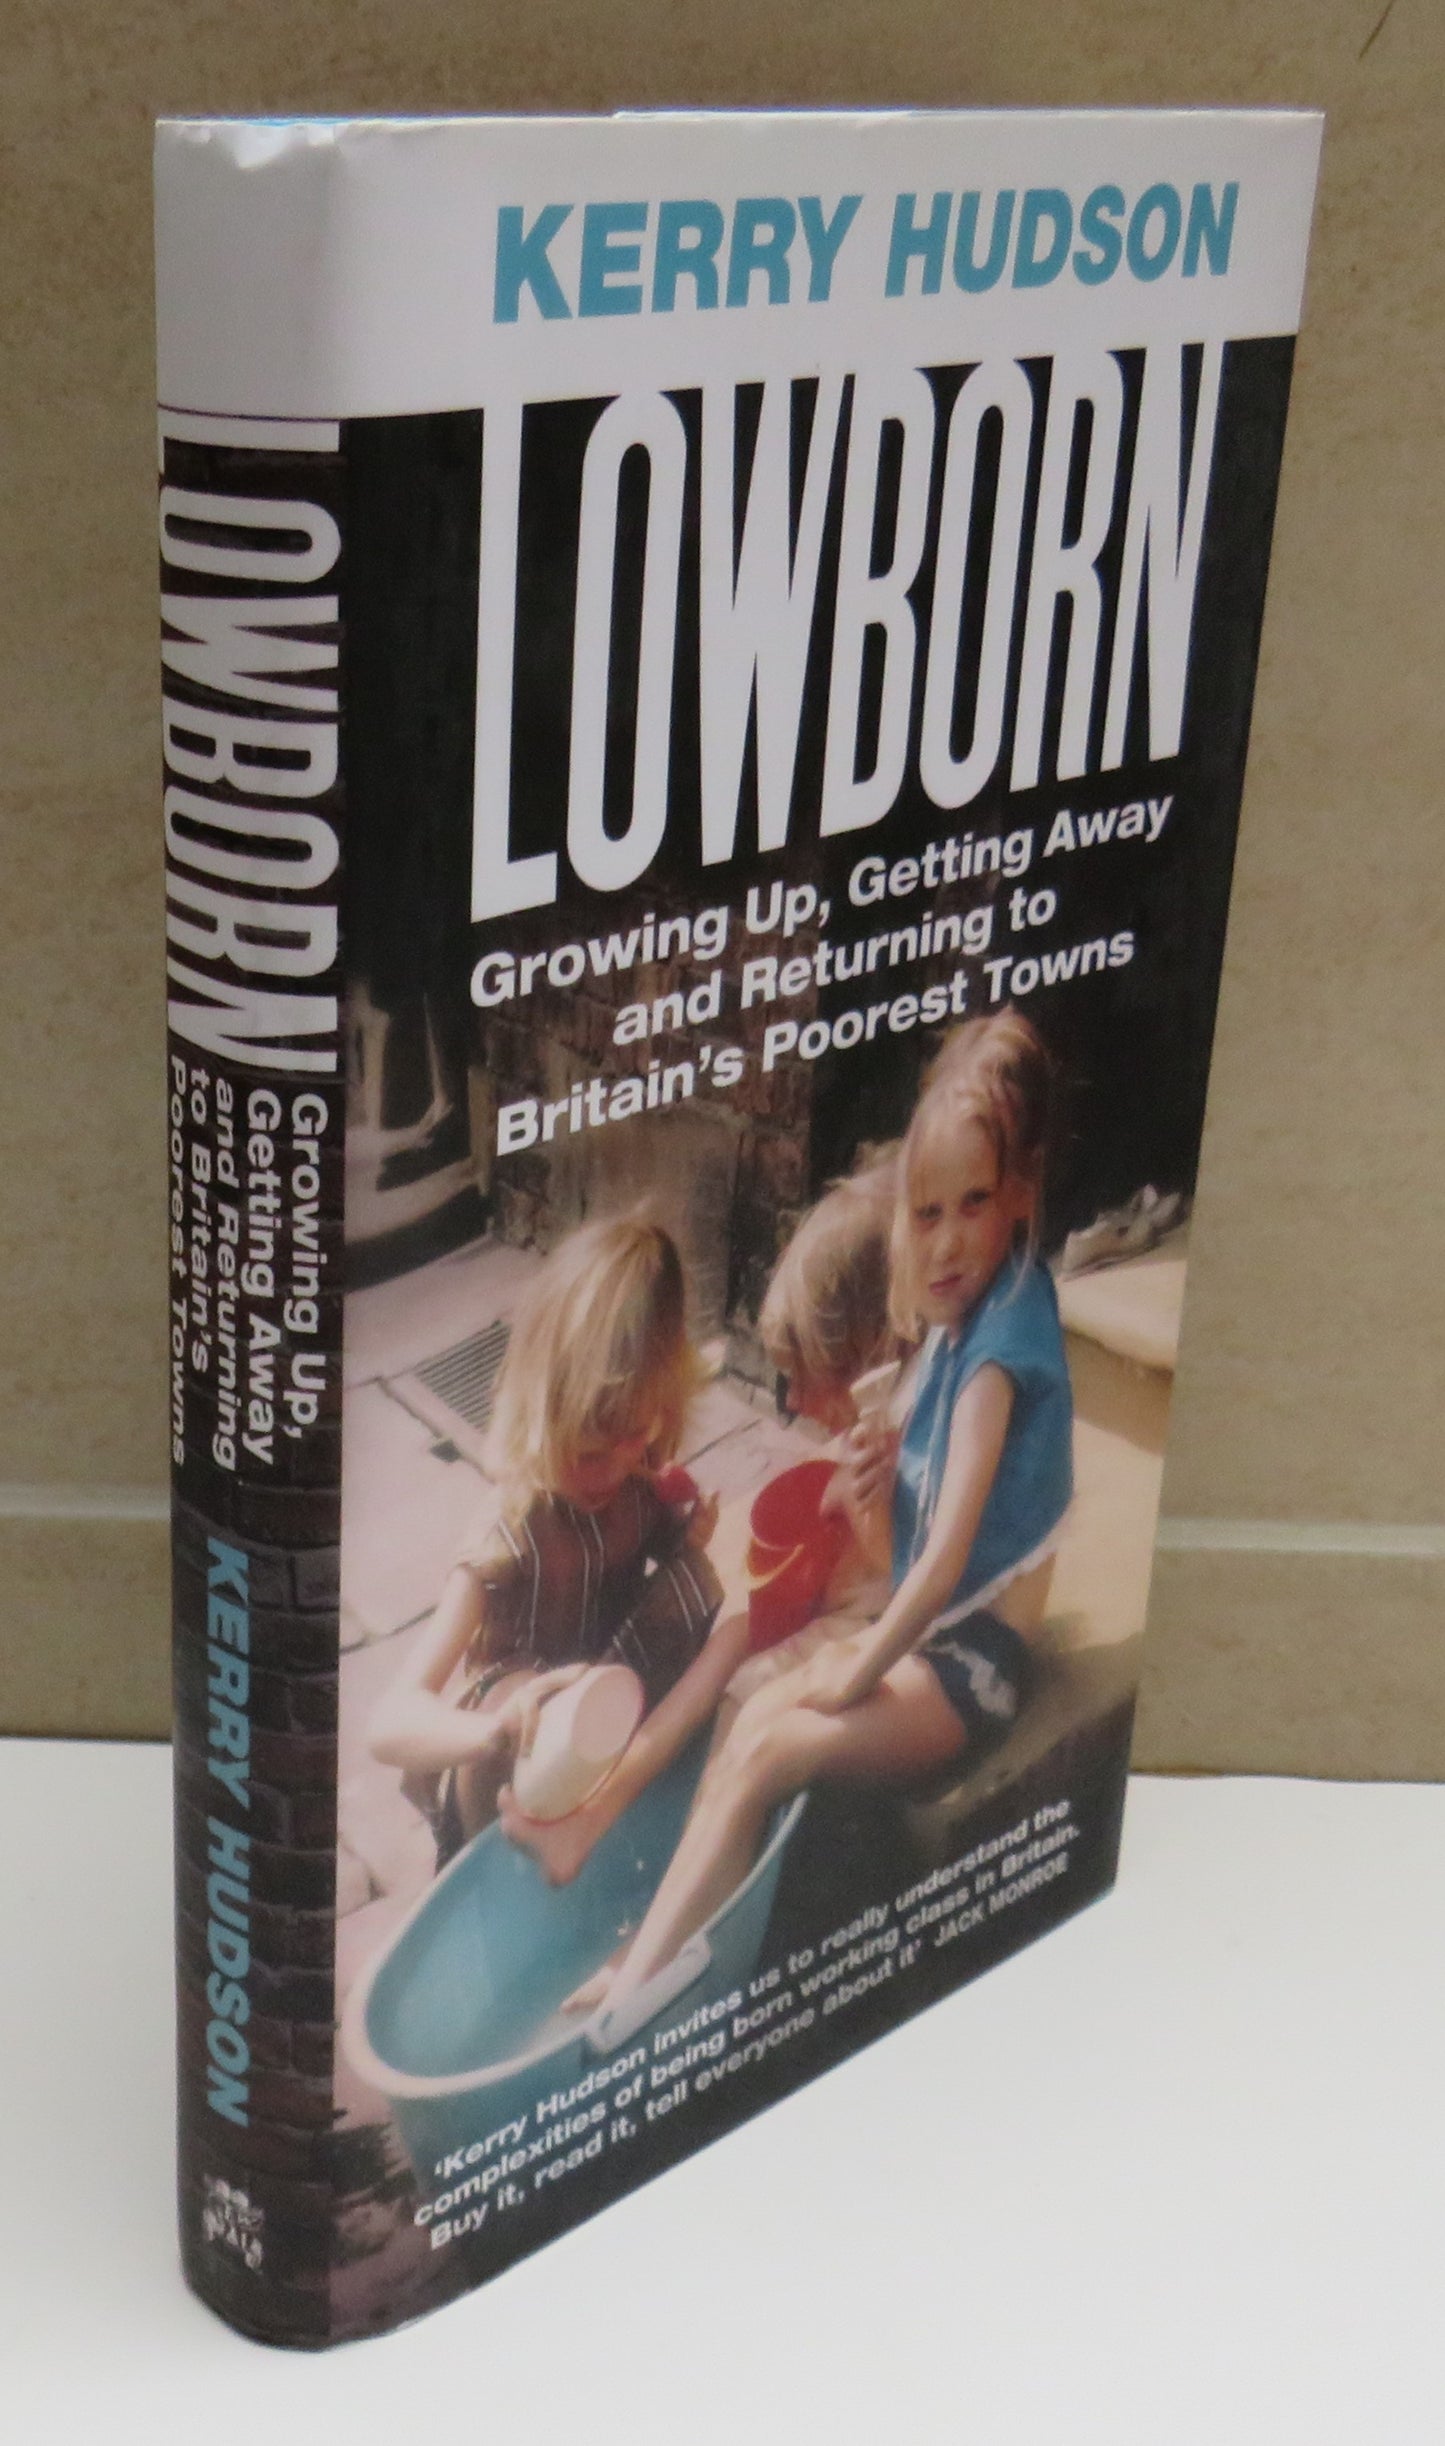 KERRY HUDSON
LOWBORN
Growing Up, Getting Away
and Returning to
Britain's Poorest Towns
'Kerry Hudson invites us to really understand the
complexities of being born working class in Britain.
Buy it, read it, tell everyone about it' JACK MONROE
LOWBORN
Growing Up,
Getting Away
and Returning
to Britain's
Poorest Towns
KERRY HUDSON